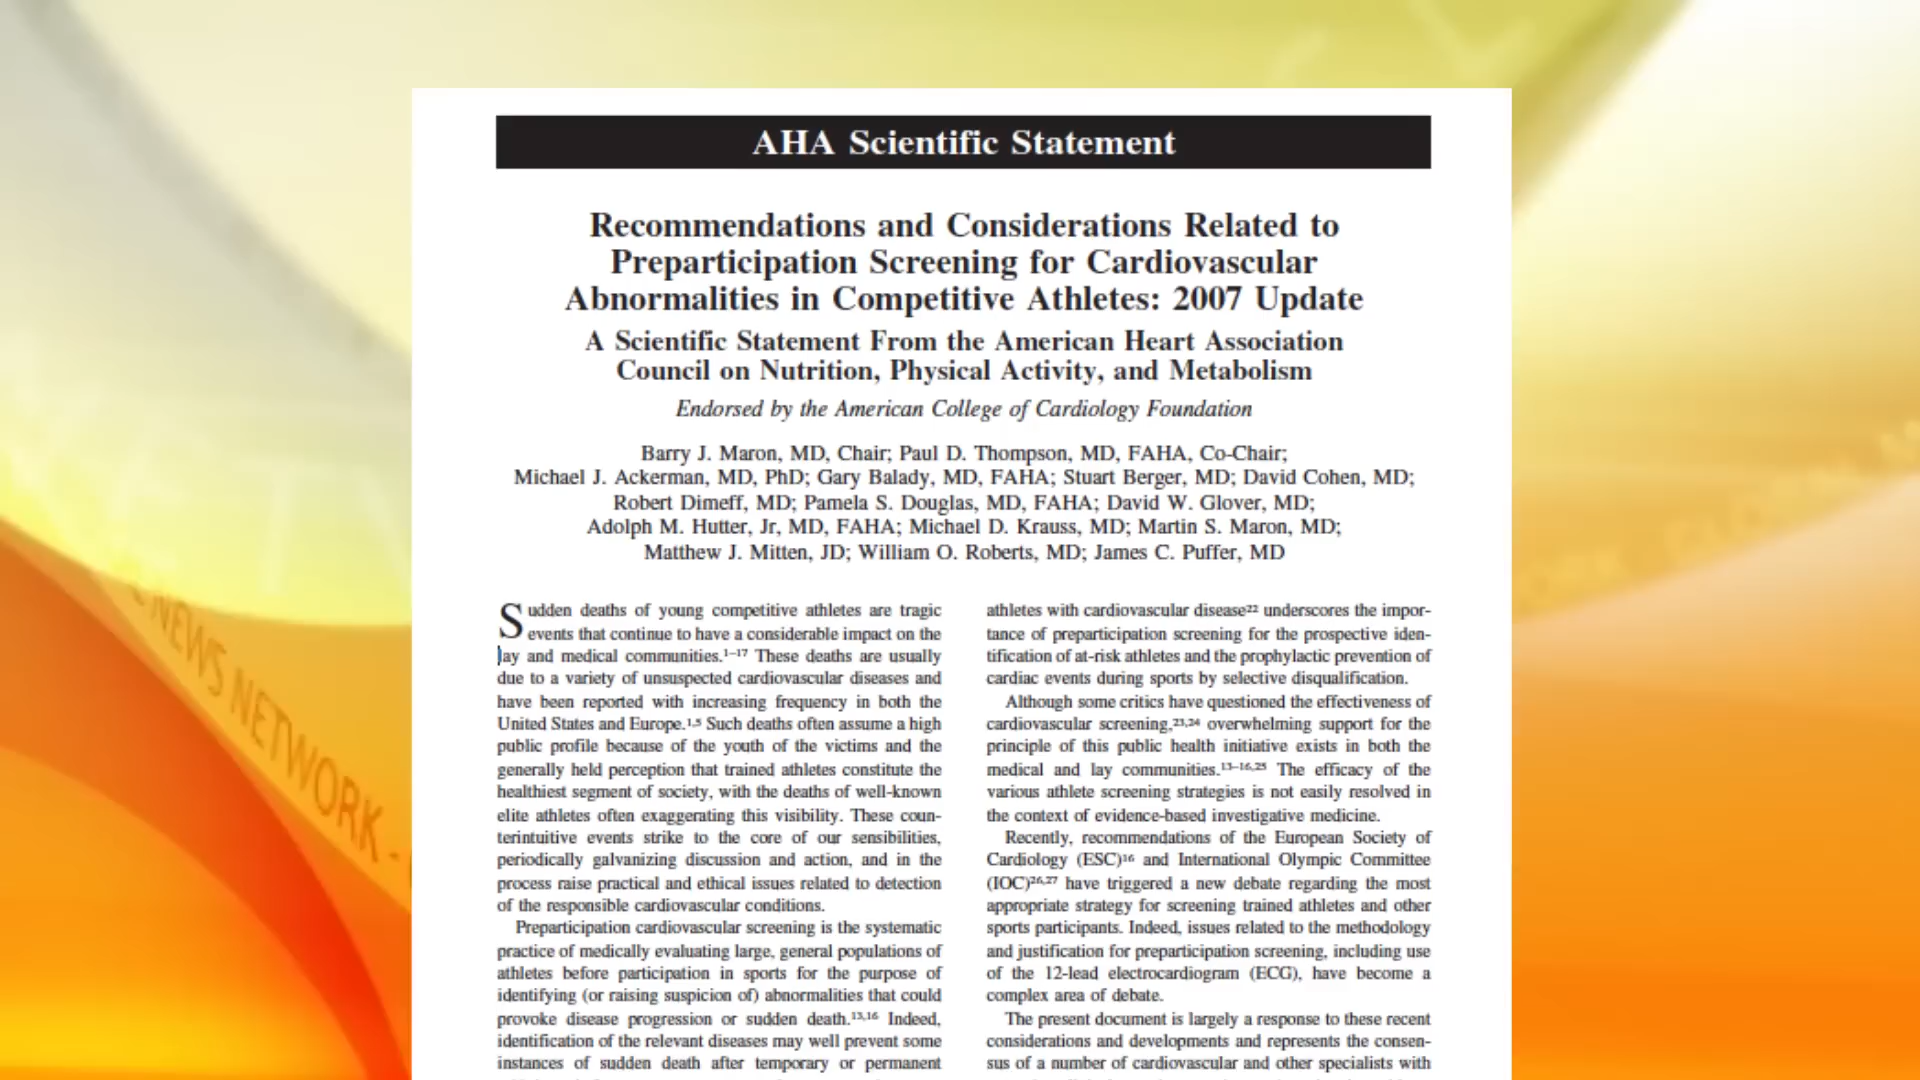 AHA Scientific Statement
Recommendations and Considerations Related to
Preparticipation Screening for Cardiovascular
Abnormalities in Competitive Athletes: 2007 Update
A Scientific Statement From the American Heart Association
Council on Nutrition, Physical Activity, and Metabolism
Endorsed by the American College of Cardiology Foundation
Barry J. Maron, MD, Chair; Paul D. Thompson, MD, FAHA, Co-Chair;
Michael J. Ackerman, MD, PhD; Gary Balady, MD, FAHA; Stuart Berger, MD; David Cohen, MD;
Robert Dimeff, MD; Pamela S. Douglas, MD, FAHA; David W. Glover, MD;
Adolph M. Hutter, Jr, MD, FAHA; Michael D. Krauss, MD; Martin S. Maron, MD;
Matthew J. Mitten, JD; William O. Roberts, MD; James C. Puffer, MD
Sudden deaths of young competitive athletes are tragic
events that continue to have a considerable impact on the
lay and medical communities.1–17 These deaths are usually
due to a variety of unsuspected cardiovascular diseases and
have been reported with increasing frequency in both the
United States and Europe.1,5 Such deaths often assume a high
public profile because of the youth of the victims and the
generally held perception that trained athletes constitute the
healthiest segment of society, with the deaths of well-known
elite athletes often exaggerating this visibility. These coun-
terintuitive events strike to the core of our sensibilities,
periodically galvanizing discussion and action, and in the
process raise practical and ethical issues related to detection
of the responsible cardiovascular conditions.
Preparticipation cardiovascular screening is the systematic
practice of medically evaluating large, general populations of
athletes before participation in sports for the purpose of
identifying (or raising suspicion of) abnormalities that could
provoke disease progression or sudden death.13,16 Indeed,
identification of the relevant diseases may well prevent some
instances of sudden death after temporary or permanent
athletes with cardiovascular disease22 underscores the impor-
tance of preparticipation screening for the prospective iden-
tification of at-risk athletes and the prophylactic prevention of
cardiac events during sports by selective disqualification.
Although some critics have questioned the effectiveness of
cardiovascular screening,23,24 overwhelming support for the
principle of this public health initiative exists in both the
medical and lay communities.13–16,25 The efficacy of the
various athlete screening strategies is not easily resolved in
the context of evidence-based investigative medicine.
Recently, recommendations of the European Society of
Cardiology (ESC)16 and International Olympic Committee
(IOC)26,27 have triggered a new debate regarding the most
appropriate strategy for screening trained athletes and other
sports participants. Indeed, issues related to the methodology
and justification for preparticipation screening, including use
of the 12-lead electrocardiogram (ECG), have become a
complex area of debate.
The present document is largely a response to these recent
considerations and developments and represents the consen-
sus of a number of cardiovascular and other specialists with
NEWS NETWORK -